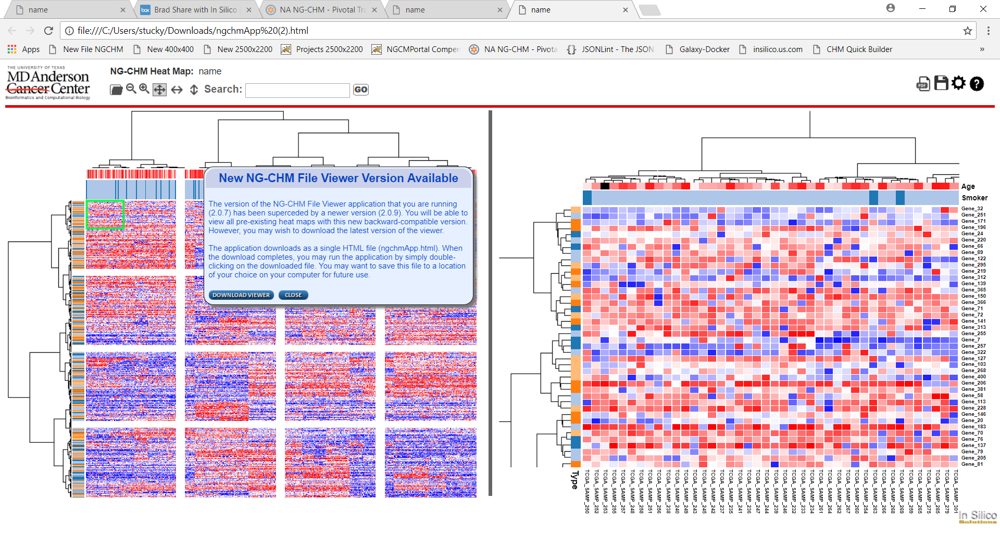 name
Brad Share with In Silico
NA NG-CHM - Pivotal Tra
name
name
file:///C:/Users/stucky/Downloads/ngchmApp%20(2).html
Apps
New File NGCHM
New 400x400
New 2500x2200
Projects 2500x2200
NGCMPortal Compen
NA NG-CHM - Pivota
JSONLint - The JSON
Galaxy-Docker
insilico.us.com
CHM Quick Builder
»
THE UNIVERSITY OF TEXAS
MD Anderson
Cancer Center
Bioinformatics and Computational Biology
NG-CHM Heat Map: name
Search:
GO
PDF
New NG-CHM File Viewer Version Available
The version of the NG-CHM File Viewer application that you are running
(2.0.7) has been superceded by a newer version (2.0.9). You will be able to
view all pre-existing heat maps with this new backward-compatible version.
However, you may wish to download the latest version of the viewer.
The application downloads as a single HTML file (ngchmApp.html). When
the download completes, you may run the application by simply double-
clicking on the downloaded file. You may want to save this file to a location
of your choice on your computer for future use.
DOWNLOAD VIEWER
CLOSE
Age
Smoker
Gene_32
Gene_251
Gene_171
Gene_196
Gene_24
Gene_220
Gene_66
Gene_89
Gene_122
Gene_295
Gene_219
Gene_312
Gene_139
Gene_365
Gene_150
Gene_366
Gene_71
Gene_72
Gene_141
Gene_313
Gene_255
Gene_7
Gene_257
Gene_322
Gene_127
Gene_103
Gene_268
Gene_400
Gene_206
Gene_381
Gene_58
Gene_113
Gene_228
Gene_146
Gene_20
Gene_183
Gene_70
Gene_76
Gene_137
Gene_79
Gene_205
Gene_81
Type
TCGA_SAMP_250
TCGA_SAMP_252
TCGA_SAMP_253
TCGA_SAMP_255
TCGA_SAMP_257
TCGA_SAMP_248
TCGA_SAMP_258
TCGA_SAMP_251
TCGA_SAMP_256
TCGA_SAMP_238
TCGA_SAMP_240
TCGA_SAMP_249
TCGA_SAMP_243
TCGA_SAMP_245
TCGA_SAMP_242
TCGA_SAMP_237
TCGA_SAMP_235
TCGA_SAMP_241
TCGA_SAMP_236
TCGA_SAMP_247
TCGA_SAMP_244
TCGA_SAMP_239
TCGA_SAMP_246
TCGA_SAMP_232
TCGA_SAMP_233
TCGA_SAMP_234
TCGA_SAMP_261
TCGA_SAMP_264
TCGA_SAMP_262
TCGA_SAMP_267
TCGA_SAMP_260
TCGA_SAMP_254
TCGA_SAMP_263
TCGA_SAMP_266
TCGA_SAMP_268
TCGA_SAMP_269
TCGA_SAMP_299
TCGA_SAMP_265
TCGA_SAMP_275
TCGA_SAMP_285
TCGA_SAMP_279
TCGA_SAMP_301
In Silico
Solutions